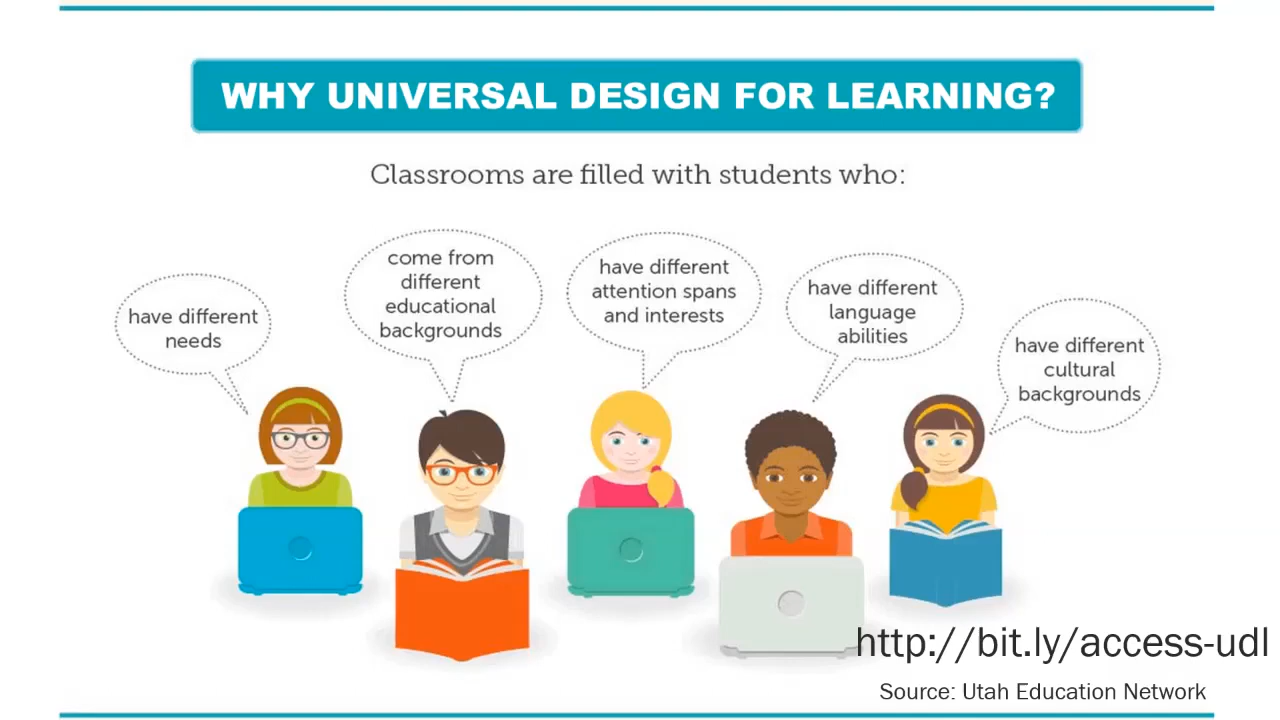 WHY UNIVERSAL DESIGN FOR LEARNING?
Classrooms are filled with students who:
have different
needs
come from
different
educational
backgrounds
have different
attention spans
and interests
have different
language
abilities
have different
cultural
backgrounds
http://bit.ly/access-udl
Source: Utah Education Network